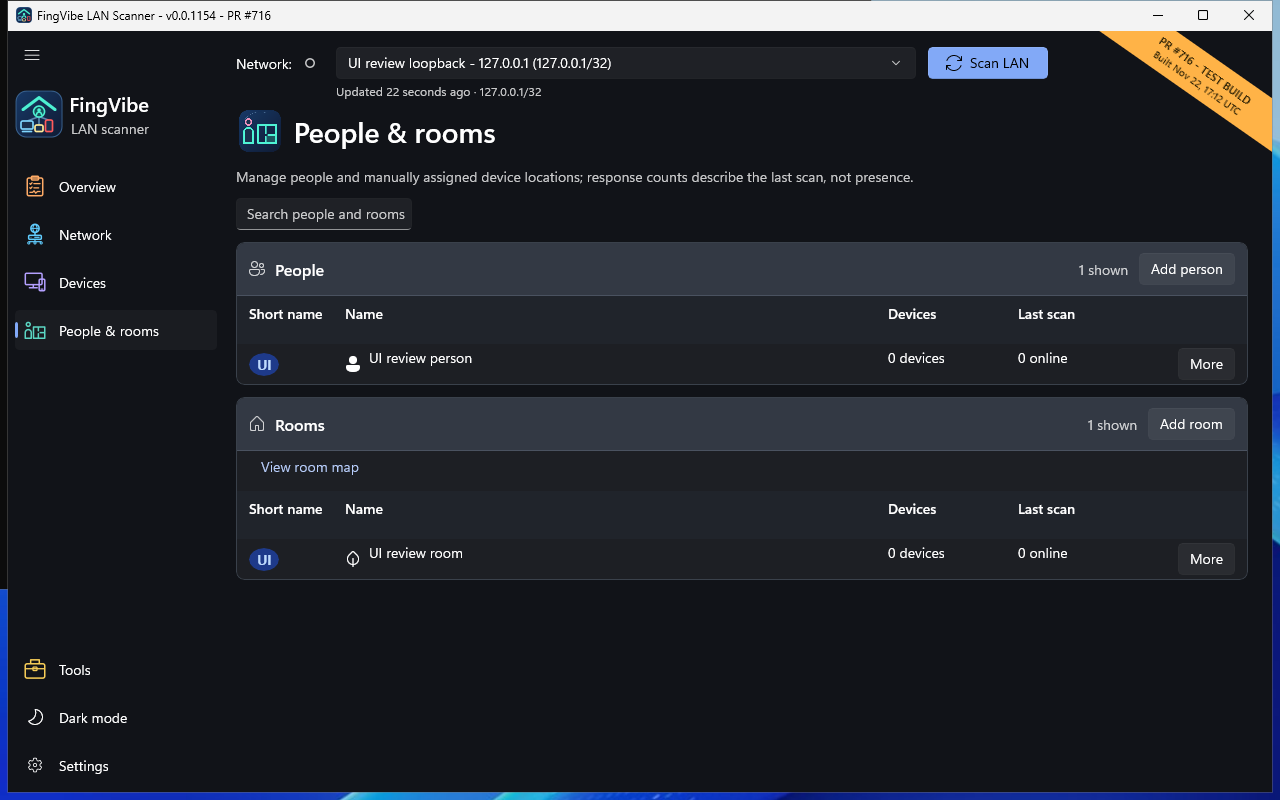 FingVibe LAN Scanner - v0.0.1154 - PR #716
Network:
UI review loopback - 127.0.0.1 (127.0.0.1/32)
Scan LAN
Updated 22 seconds ago · 127.0.0.1/32
PR #716 - TEST BUILD
Built Nov 22, 17:12 UTC
FingVibe
LAN scanner
Overview
Network
Devices
People & rooms
Tools
Dark mode
Settings
People & rooms
Manage people and manually assigned device locations; response counts describe the last scan, not presence.
Search people and rooms
People 1 shown Add person
Short name Name Devices Last scan
UI UI review person 0 devices 0 online More
Rooms 1 shown Add room
View room map
Short name Name Devices Last scan
UI UI review room 0 devices 0 online More